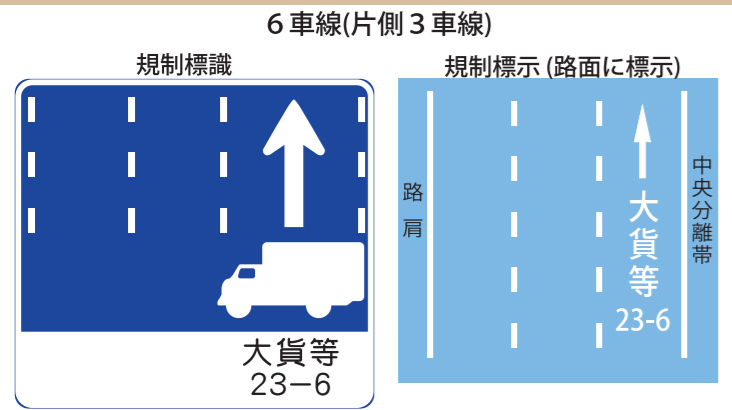 6車線(片側3車線)
規制標識
大貨等
23−6
規制標示(路面に標示)
路肩
大貨等
23-6
中央分離帯